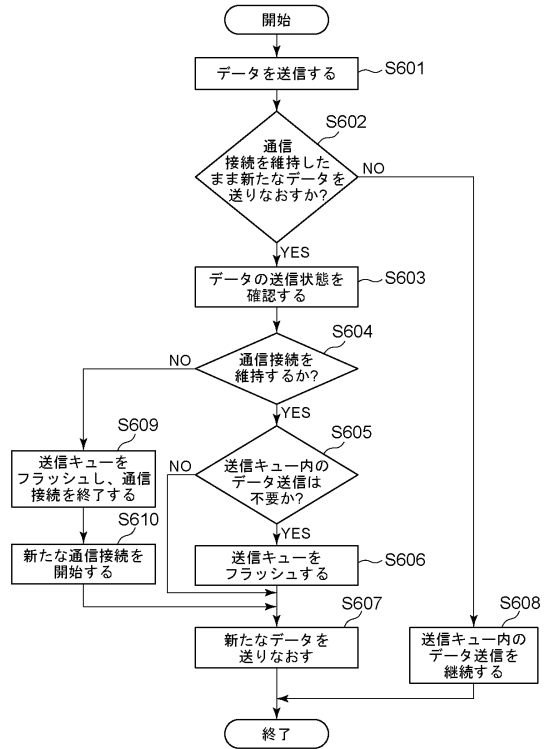 開始
データを送信する
S601
S602
通信
接続を維持した
まま新たなデータを
送りなおすか?
NO
YES
データの送信状態を
確認する
S603
S604
通信接続を
維持するか?
NO
YES
S609
送信キューを
フラッシュし、通信
接続を終了する
S605
送信キュー内の
データ送信は
不要か?
NO
YES
S610
新たな通信接続を
開始する
送信キューを
フラッシュする
S606
S607
新たなデータを
送りなおす
S608
送信キュー内の
データ送信を
継続する
終了